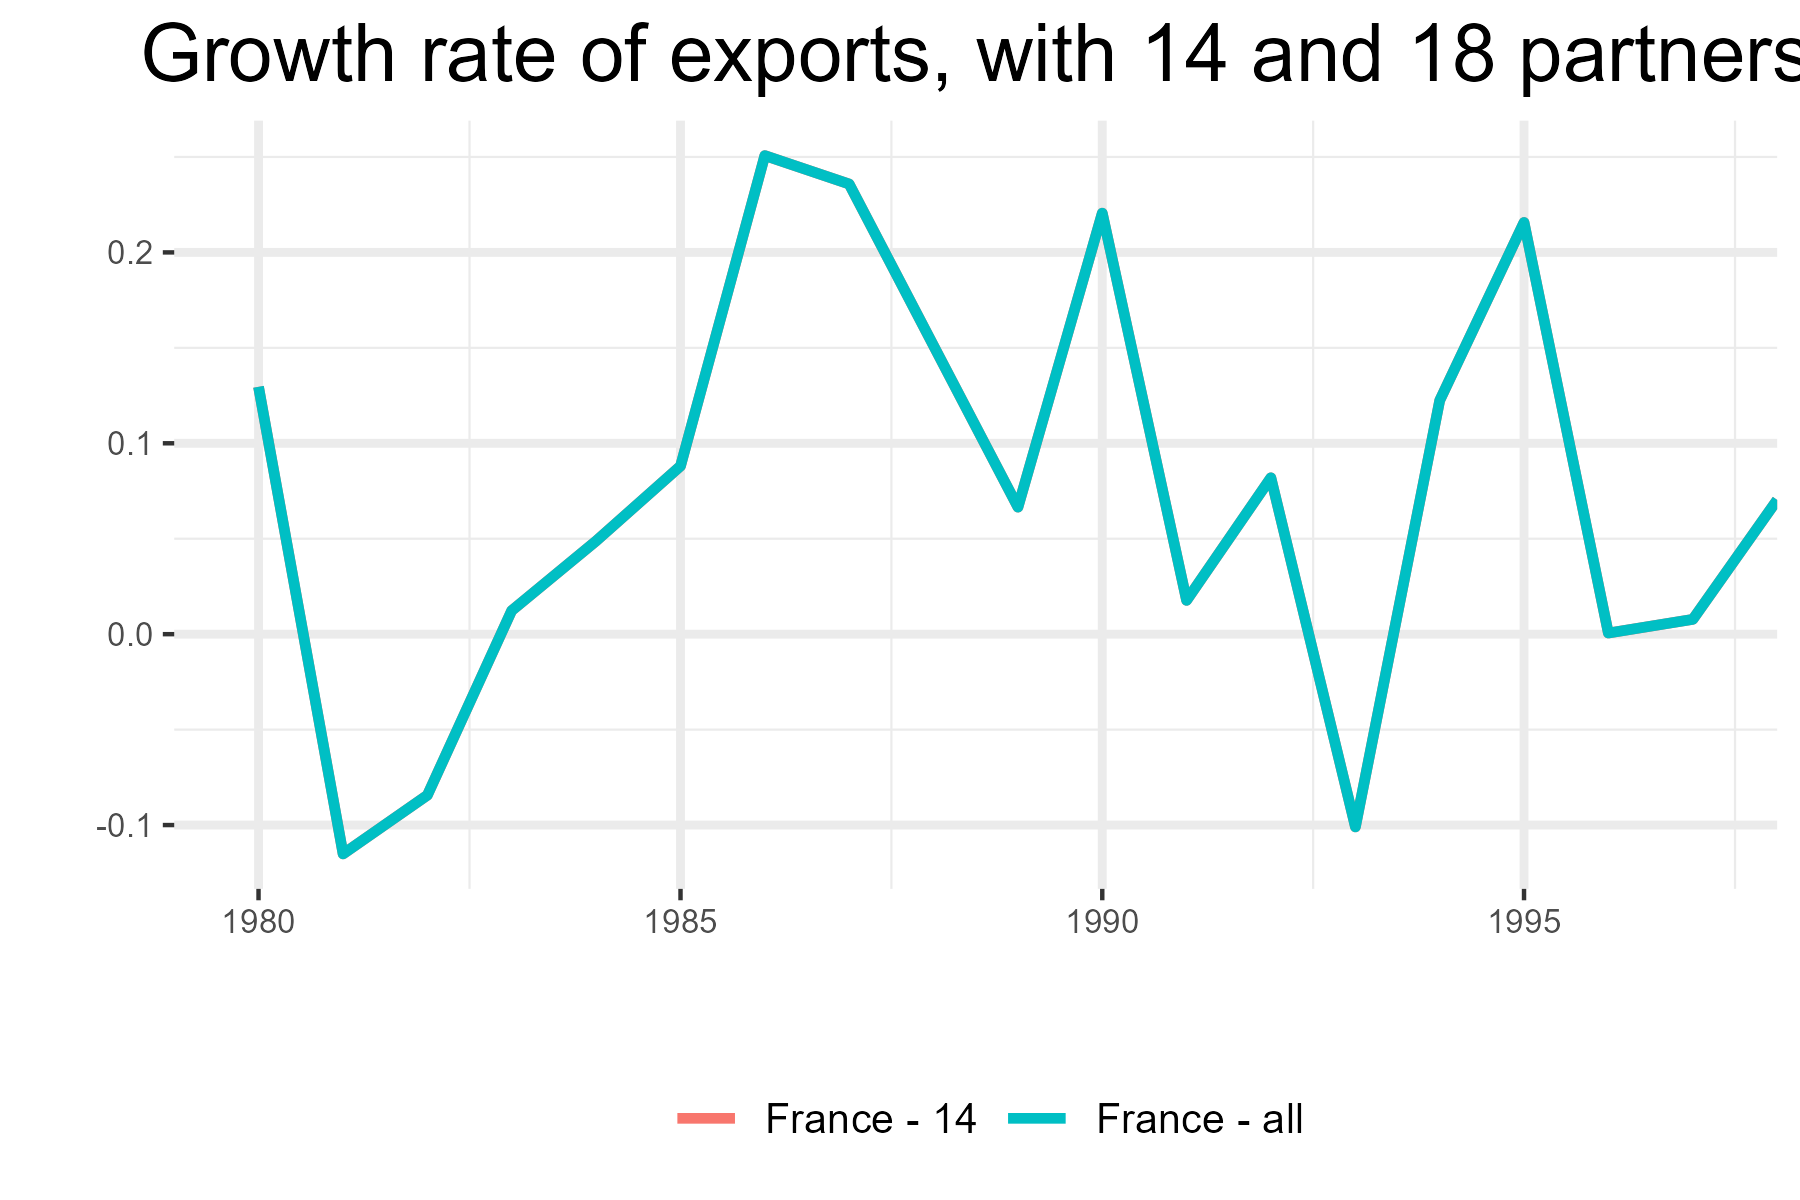 Growth rate of exports, with 14 and 18 partners
0.2
0.1
0.0
-0.1
1980 1985 1990 1995
France - 14 France - all